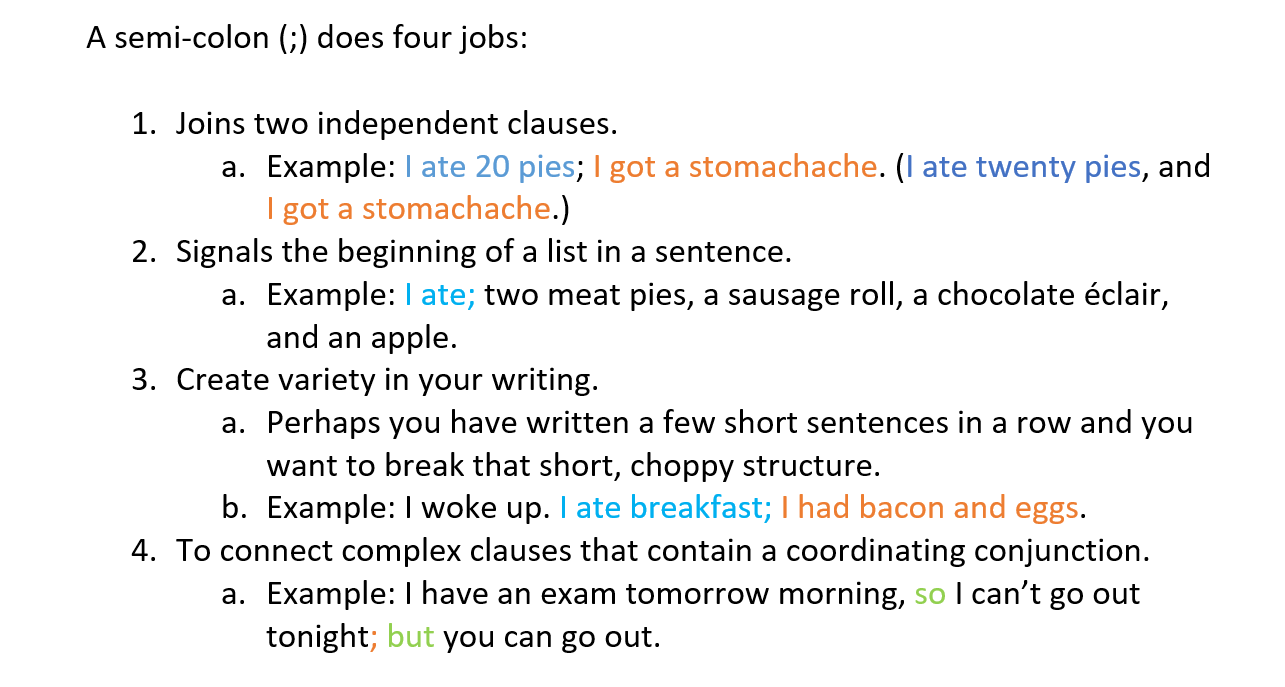 A semi-colon (;) does four jobs:
1. Joins two independent clauses.
a. Example: I ate 20 pies; I got a stomachache. (I ate twenty pies, and
I got a stomachache.)
2. Signals the beginning of a list in a sentence.
a. Example: I ate; two meat pies, a sausage roll, a chocolate éclair,
and an apple.
3. Create variety in your writing.
a. Perhaps you have written a few short sentences in a row and you
want to break that short, choppy structure.
b. Example: I woke up. I ate breakfast; I had bacon and eggs.
4. To connect complex clauses that contain a coordinating conjunction.
a. Example: I have an exam tomorrow morning, so I can’t go out
tonight; but you can go out.